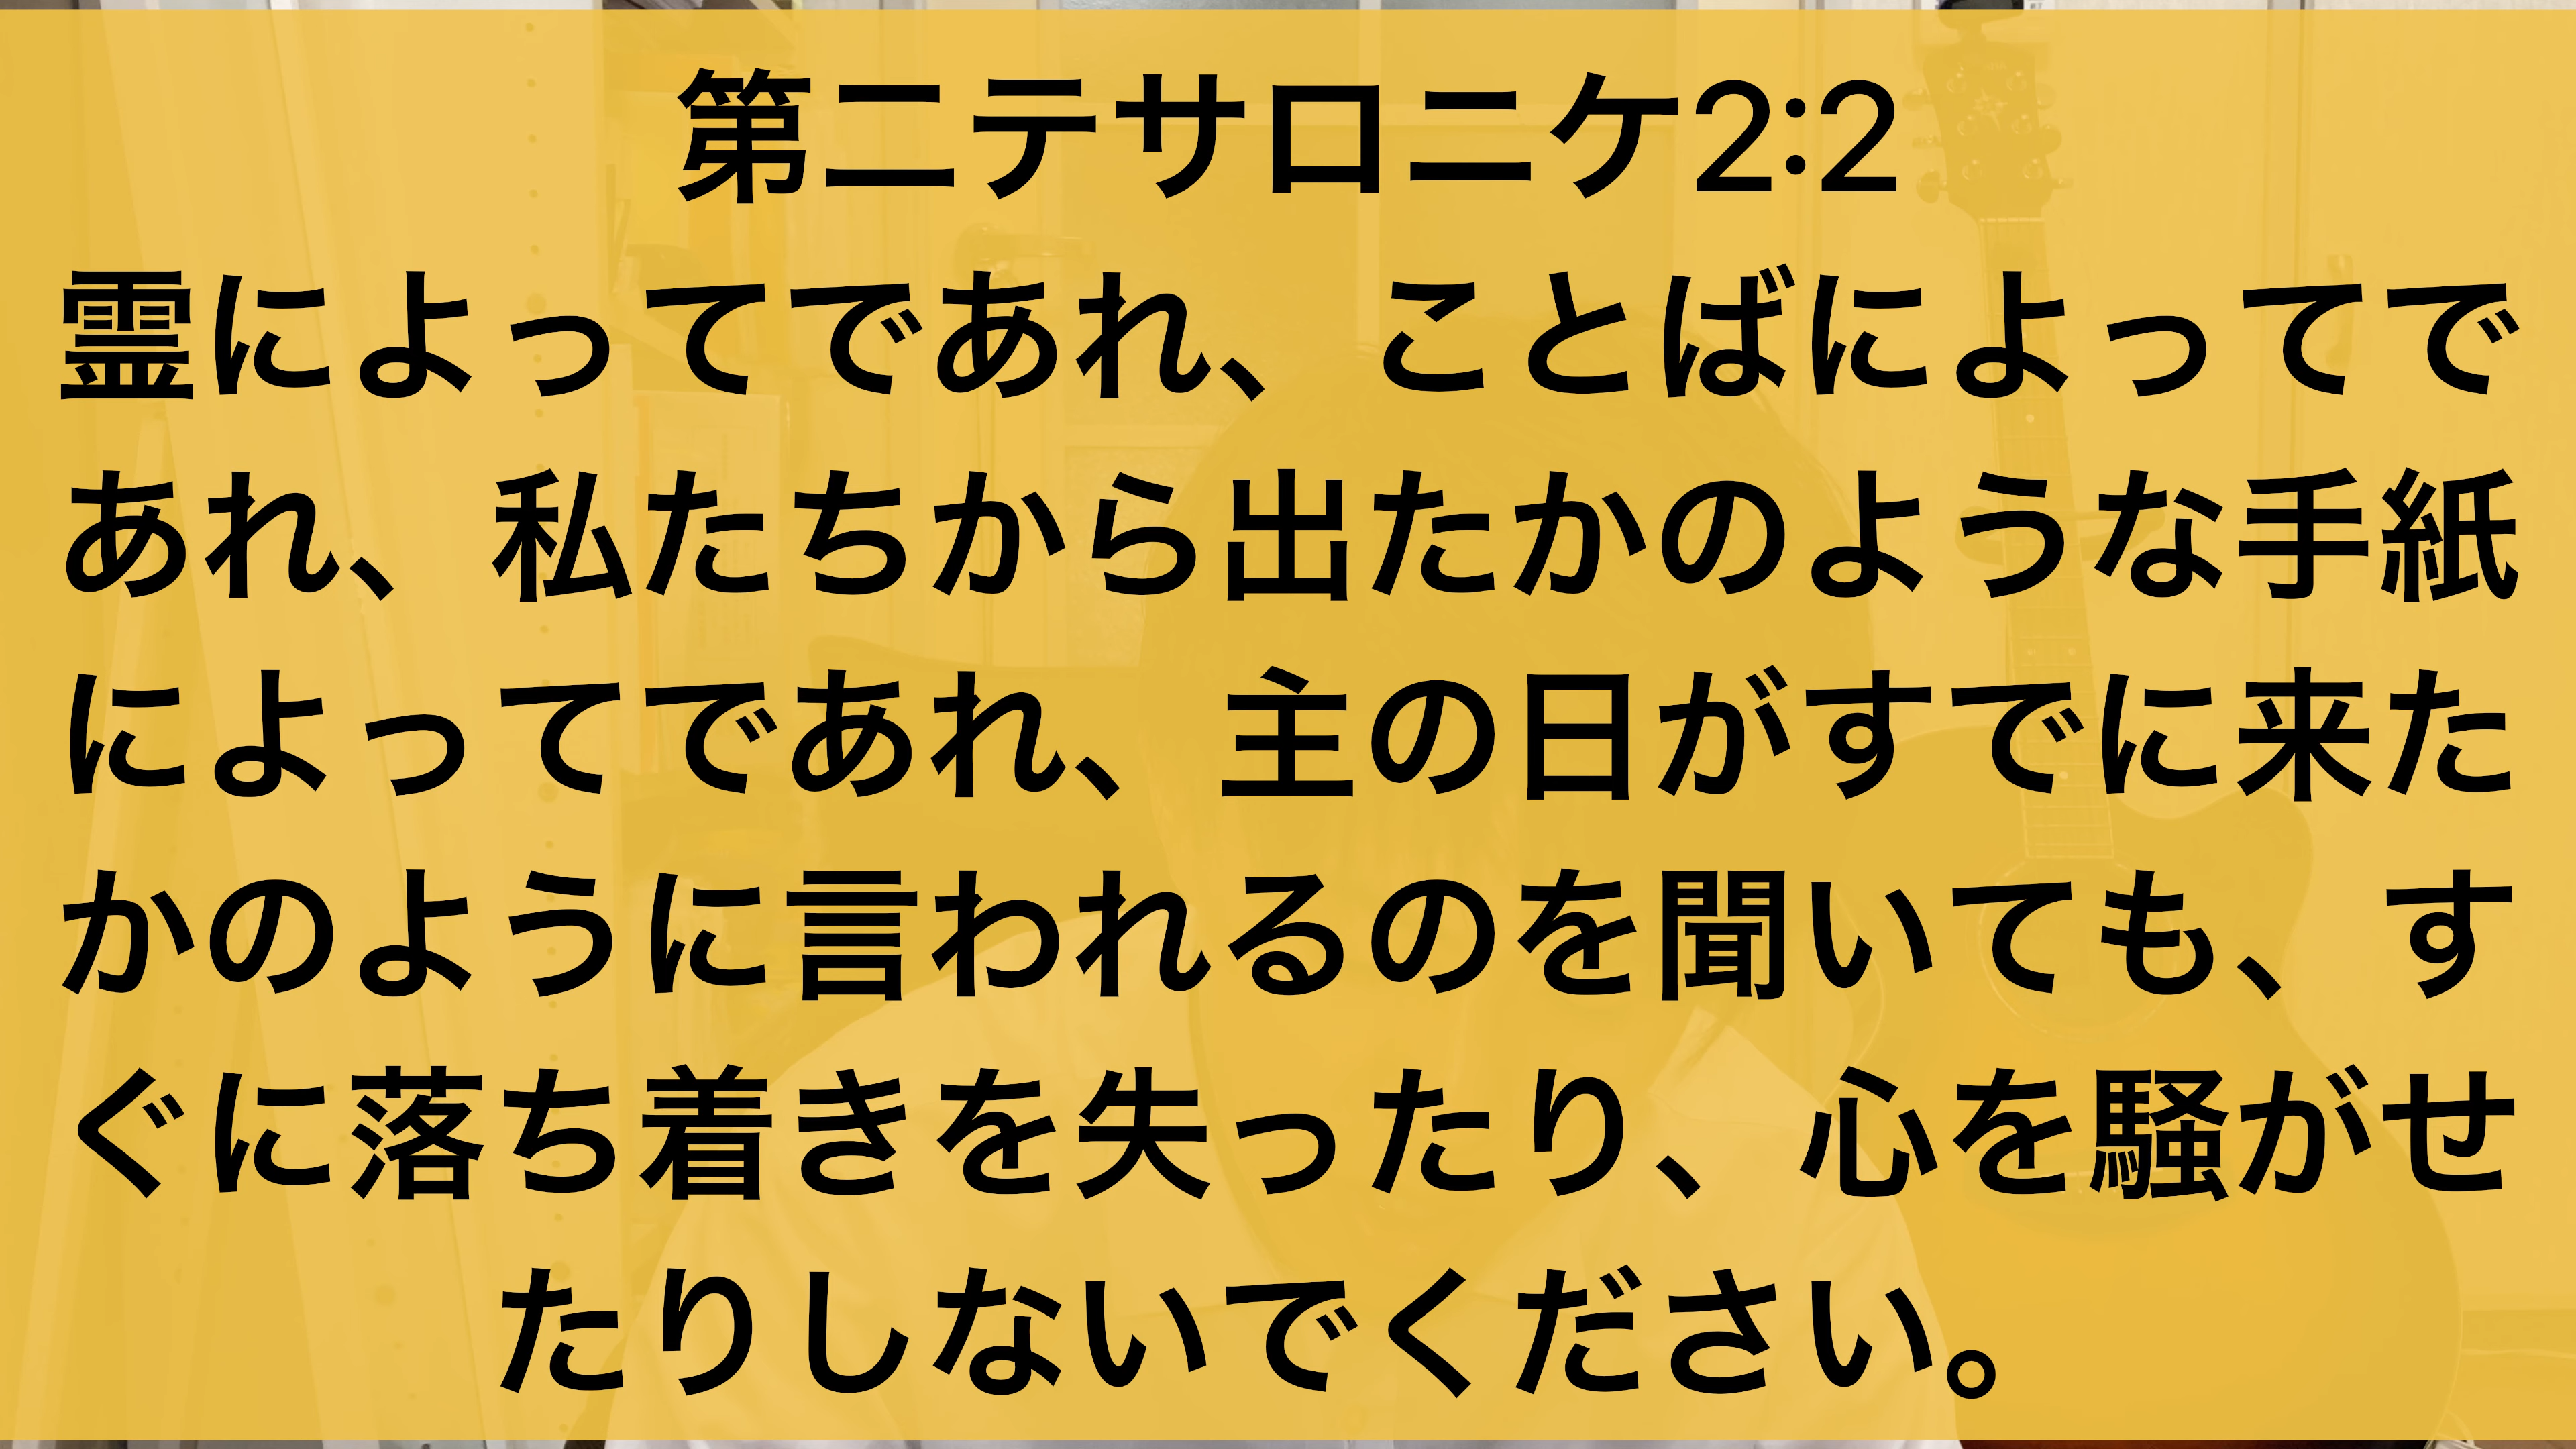 第二テサロニケ2:2
霊によってであれ、ことばによってで
あれ、私たちから出たかのような手紙
によってであれ、主の日がすでに来た
かのように言われるのを聞いても、す
ぐに落ち着きを失ったり、心を騒がせ
たりしないでください。